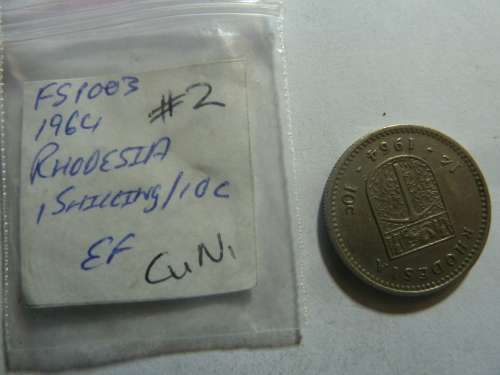 FS1003
1964
#2
RHODESIA
1 SHILLING/10C
EF
CuNi
1/- · 1964 · 10c
RHODESIA